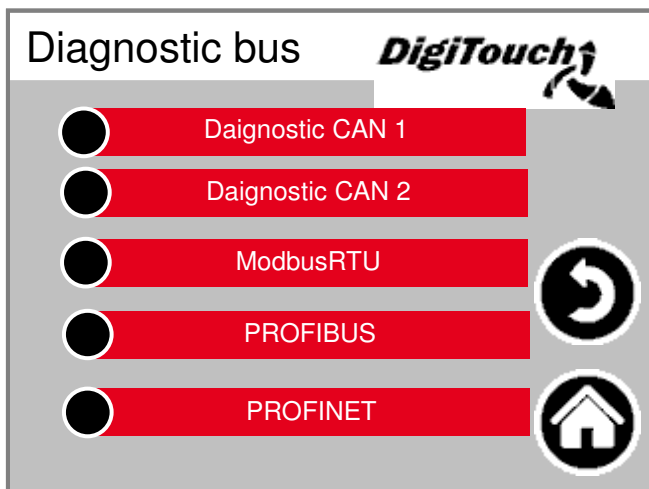 Diagnostic bus
DigiTouch
Daignostic CAN 1
Daignostic CAN 2
ModbusRTU
PROFIBUS
PROFINET